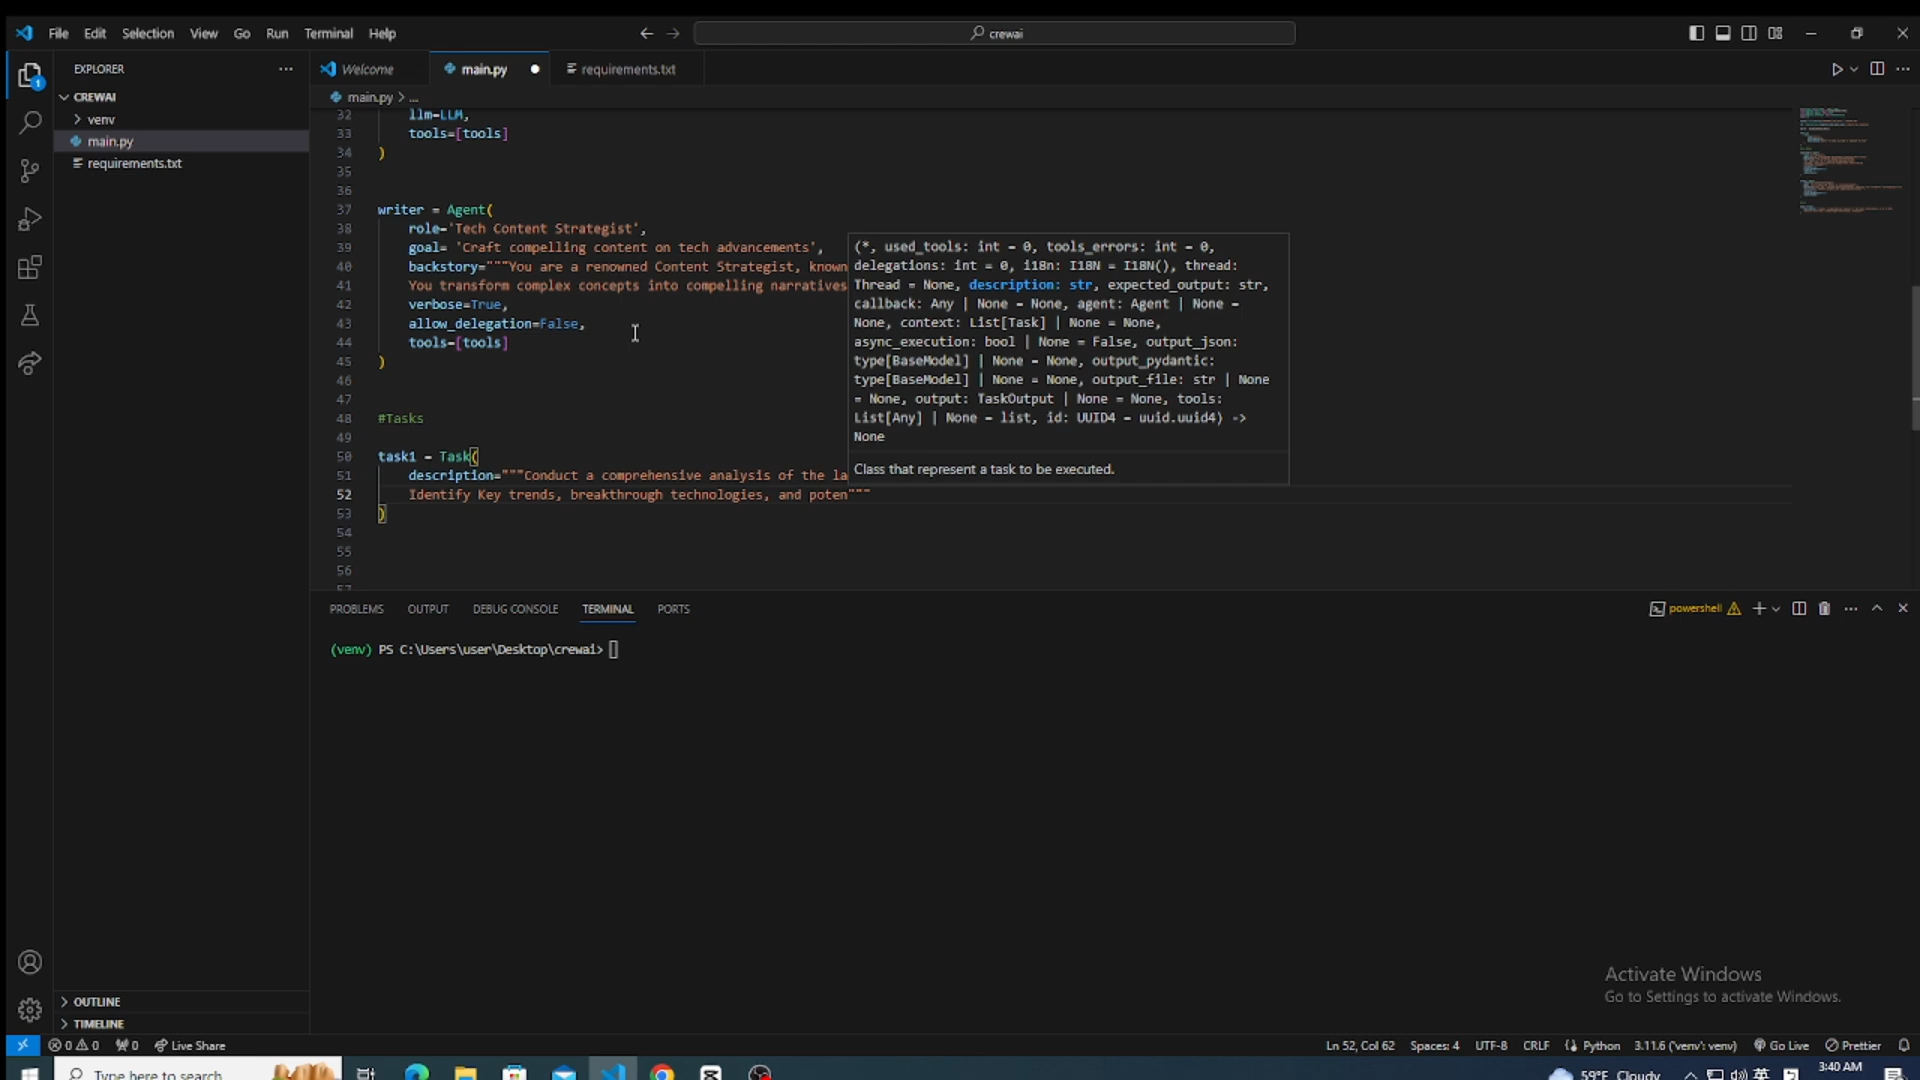 File Edit Selection View Go Run Terminal Help
crewai
EXPLORER
Welcome
main.py
requirements.txt
CREWAI
main.py > ...
venv
main.py
requirements.txt
1
32 llm=LLM,
33 tools=[tools]
34 )
35
36
37 writer = Agent(
38 role='Tech Content Strategist',
39 goal= 'Craft compelling content on tech advancements',
40 backstory="""You are a renowned Content Strategist, known
41 You transform complex concepts into compelling narratives
42 verbose=True,
43 allow_delegation=False,
44 tools=[tools]
45 )
46
47
48 #Tasks
49
50 task1 = Task(
51 description="""Conduct a comprehensive analysis of the la
52 Identify Key trends, breakthrough technologies, and poten"""
53 )
54
55
56
57
(*, used_tools: int = 0, tools_errors: int = 0,
delegations: int = 0, i18n: I18N = I18N(), thread:
Thread = None, description: str, expected_output: str,
callback: Any | None = None, agent: Agent | None =
None, context: List[Task] | None = None,
async_execution: bool | None = False, output_json:
type[BaseModel] | None = None, output_pydantic:
type[BaseModel] | None = None, output_file: str | None
= None, output: TaskOutput | None = None, tools:
List[Any] | None = list, id: UUID4 = uuid.uuid4) ->
None
Class that represent a task to be executed.
PROBLEMS OUTPUT DEBUG CONSOLE TERMINAL PORTS
powershell
(venv) PS C:\Users\user\Desktop\crewai>
Activate Windows
Go to Settings to activate Windows.
OUTLINE
TIMELINE
0 0 0 Live Share
Ln 52, Col 62 Spaces: 4 UTF-8 CRLF Python 3.11.6 ('venv': venv) Go Live Prettier
Type here to search
59°F Cloudy
英
3:40 AM